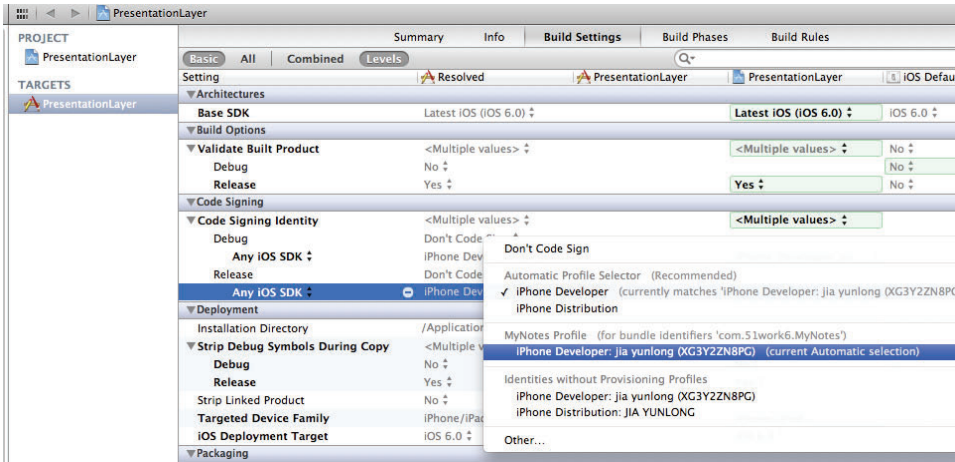 PresentationLayer
PROJECT
PresentationLayer
TARGETS
PresentationLayer
Summary Info Build Settings Build Phases Build Rules
Basic All Combined Levels
Setting Resolved PresentationLayer PresentationLayer iOS Defau
Architectures
Base SDK Latest iOS (iOS 6.0) Latest iOS (iOS 6.0) iOS 6.0
Build Options
Validate Built Product <Multiple values> <Multiple values> No
Debug No No
Release Yes Yes No
Code Signing
Code Signing Identity <Multiple values> <Multiple values>
Debug Don't Code
Any iOS SDK iPhone Dev
Release Don't Code
Any iOS SDK iPhone Dev
Deployment
Installation Directory /Application
Strip Debug Symbols During Copy <Multiple v
Debug No
Release Yes
Strip Linked Product No
Targeted Device Family iPhone/iPad
iOS Deployment Target iOS 6.0
Packaging
Don't Code Sign
Automatic Profile Selector (Recommended)
✓ iPhone Developer (currently matches 'iPhone Developer: jia yunlong (XG3Y2ZN8PG
iPhone Distribution
MyNotes Profile (for bundle identifiers 'com.51work6.MyNotes')
iPhone Developer: jia yunlong (XG3Y2ZN8PG) (current Automatic selection)
Identities without Provisioning Profiles
iPhone Developer: jia yunlong (XG3Y2ZN8PG)
iPhone Distribution: JIA YUNLONG
Other...